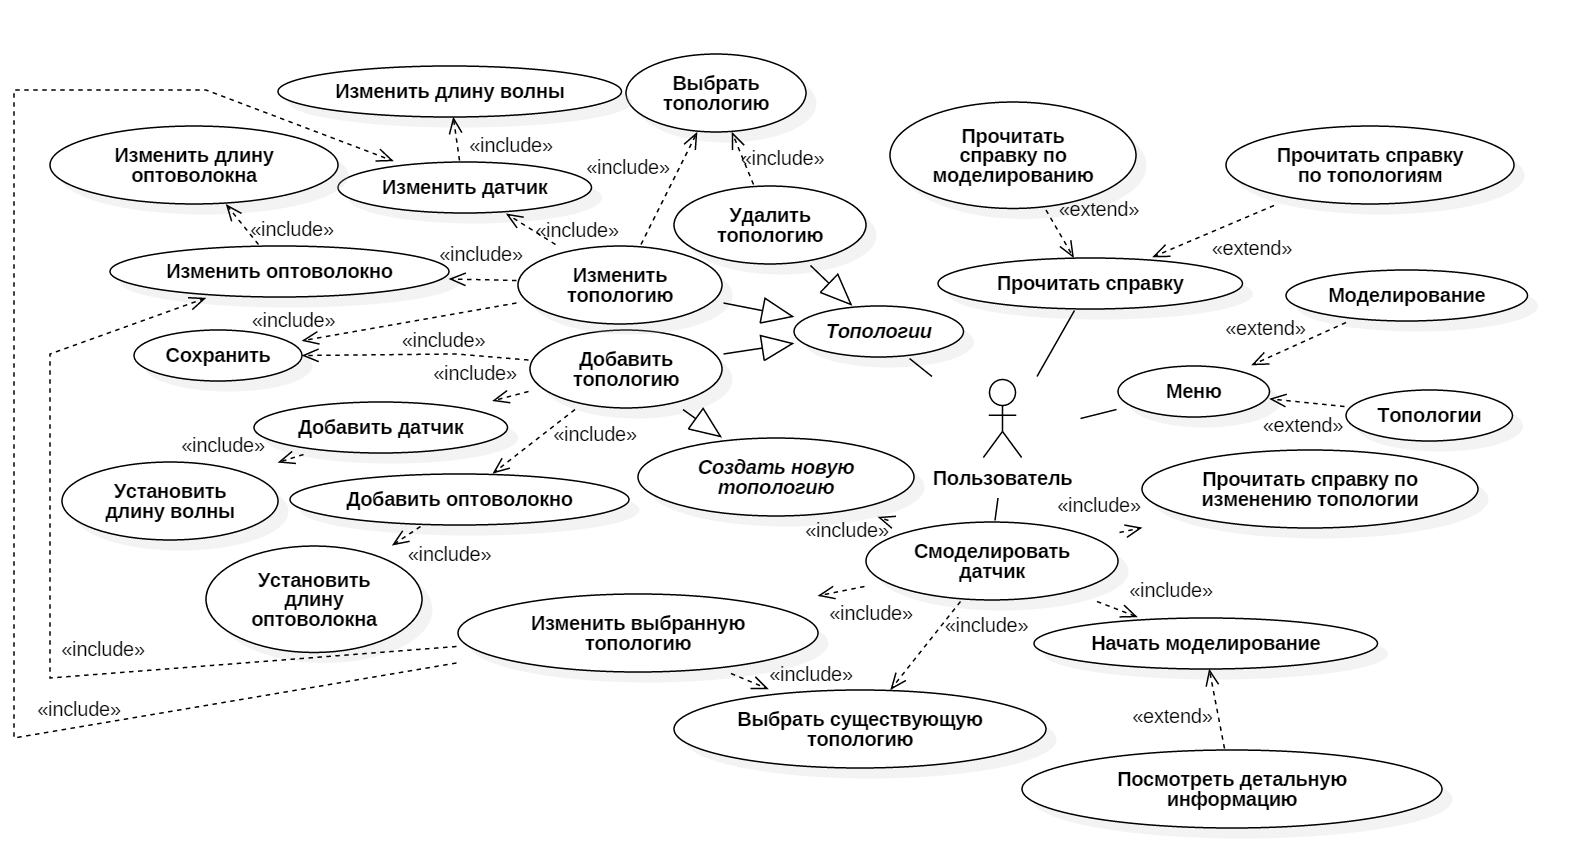 Изменить длину волны
Выбрать
топологию
«include»
«include»
«include»
Прочитать
справку по
моделированию
Прочитать справку
по топологиям
Изменить длину
оптоволокна
Изменить датчик
Удалить
топологию
«extend»
«extend»
«include»
«include»
«include»
Изменить оптоволокно
Изменить
топологию
Прочитать справку
Моделирование
«include»
«extend»
Топологии
Сохранить
«include»
Добавить
топологию
«include»
Меню
Топологии
«extend»
Добавить датчик
«include»
«include»
Создать новую
топологию
Пользователь
Прочитать справку по
изменению топологии
«include»
Установить
длину волны
Добавить оптоволокно
«include»
«include»
Смоделировать
датчик
Установить
длину
оптоволокна
«include»
«include»
«include»
Изменить выбранную
топологию
Начать моделирование
«include»
«include»
«include»
Выбрать существующую
топологию
«extend»
Посмотреть детальную
информацию